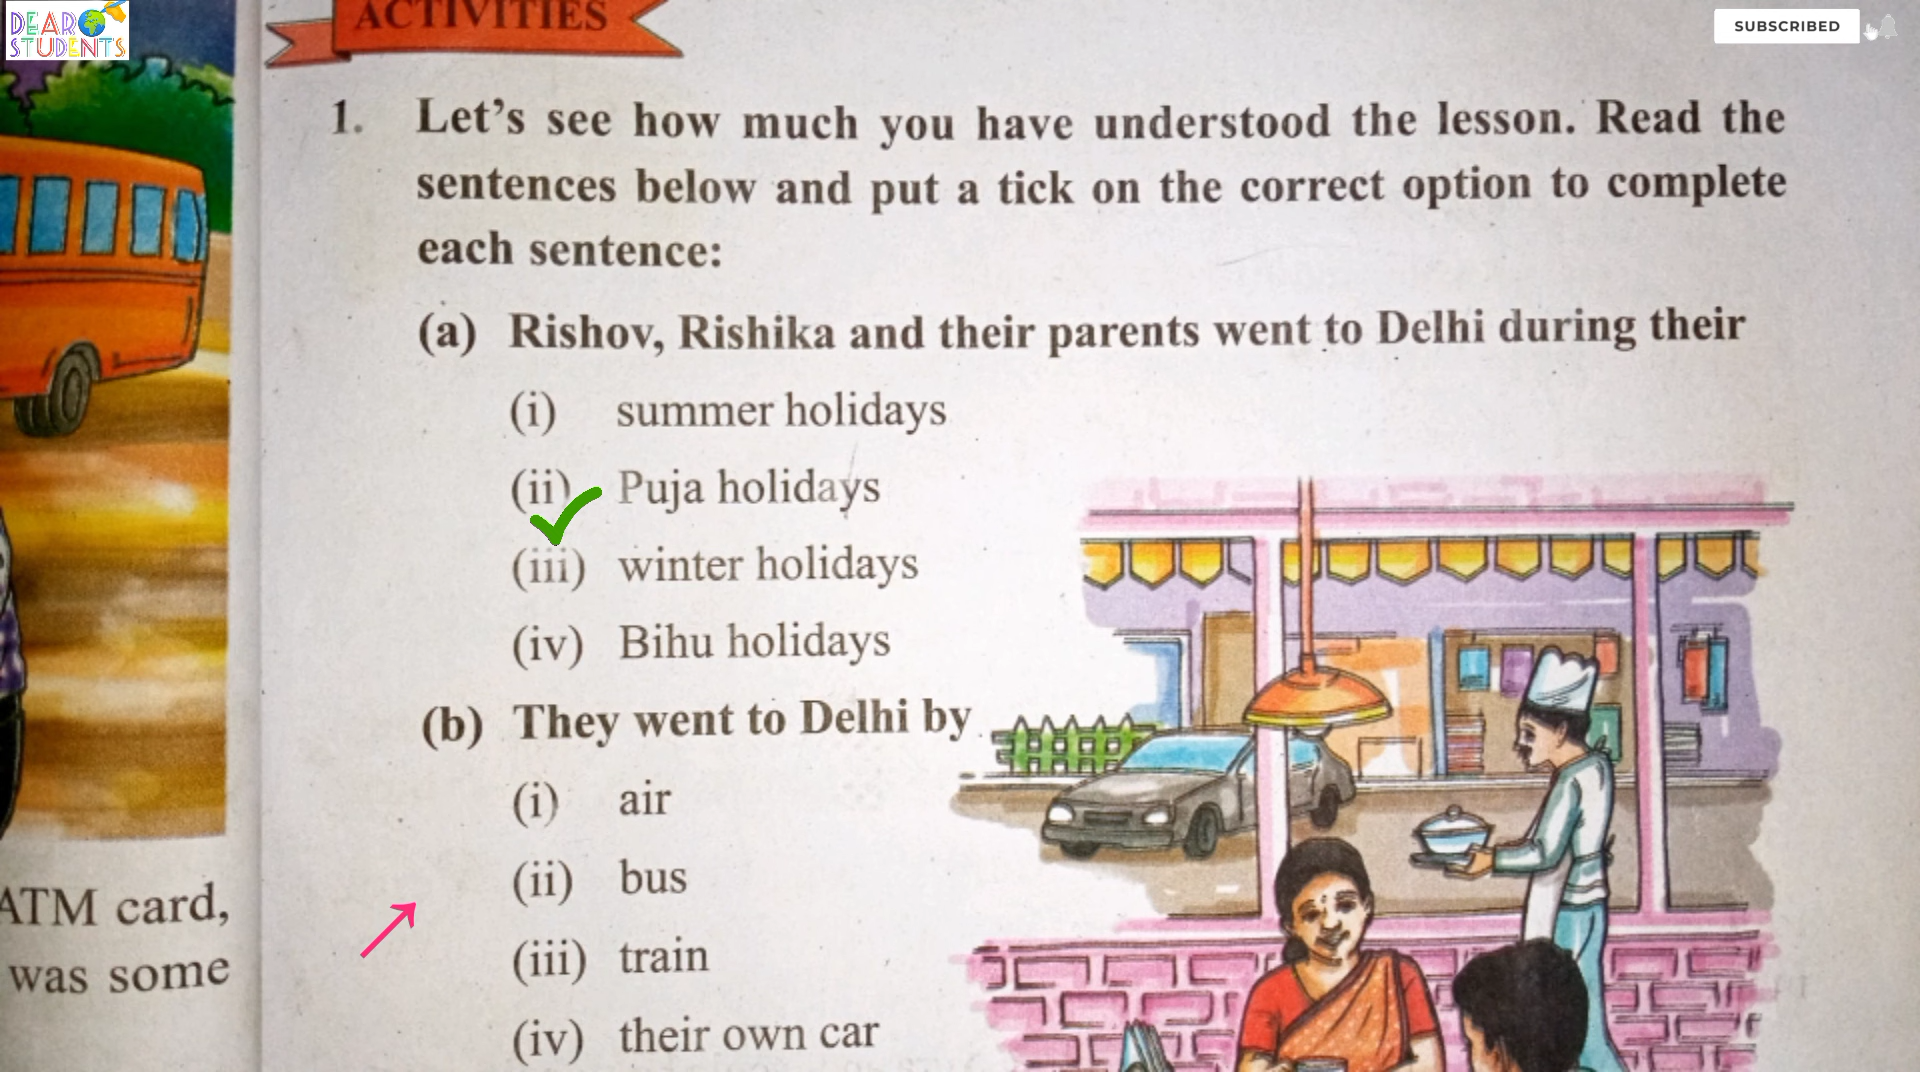 DEAR
STUDENTS
SUBSCRIBED
ACTIVITIES
1. Let's see how much you have understood the lesson. Read the
sentences below and put a tick on the correct option to complete
each sentence:
(a) Rishov, Rishika and their parents went to Delhi during their
(i) summer holidays
(ii) Puja holidays
(iii) winter holidays
(iv) Bihu holidays
(b) They went to Delhi by
(i) air
(ii) bus
(iii) train
(iv) their own car
ATM card,
was some